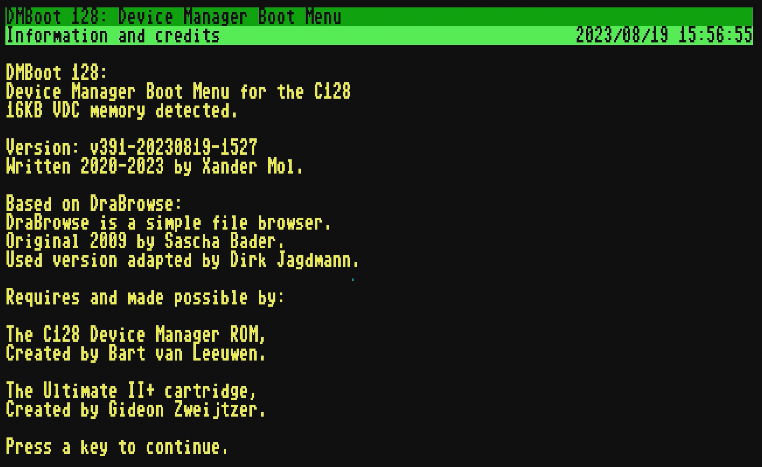 DMBoot 128: Device Manager Boot Menu
Information and credits 2023/08/19 15:56:55
DMBoot 128:
Device Manager Boot Menu for the C128
16KB VDC memory detected.
Version: v391-20230819-1527
Written 2020-2023 by Xander Mol.
Based on DraBrowse:
DraBrowse is a simple file browser.
Original 2009 by Sascha Bader.
Used version adapted by Dirk Jagdmann.
Requires and made possible by:
The C128 Device Manager ROM,
Created by Bart van Leeuwen.
The Ultimate II+ cartridge,
Created by Gideon Zweijtzer.
Press a key to continue.